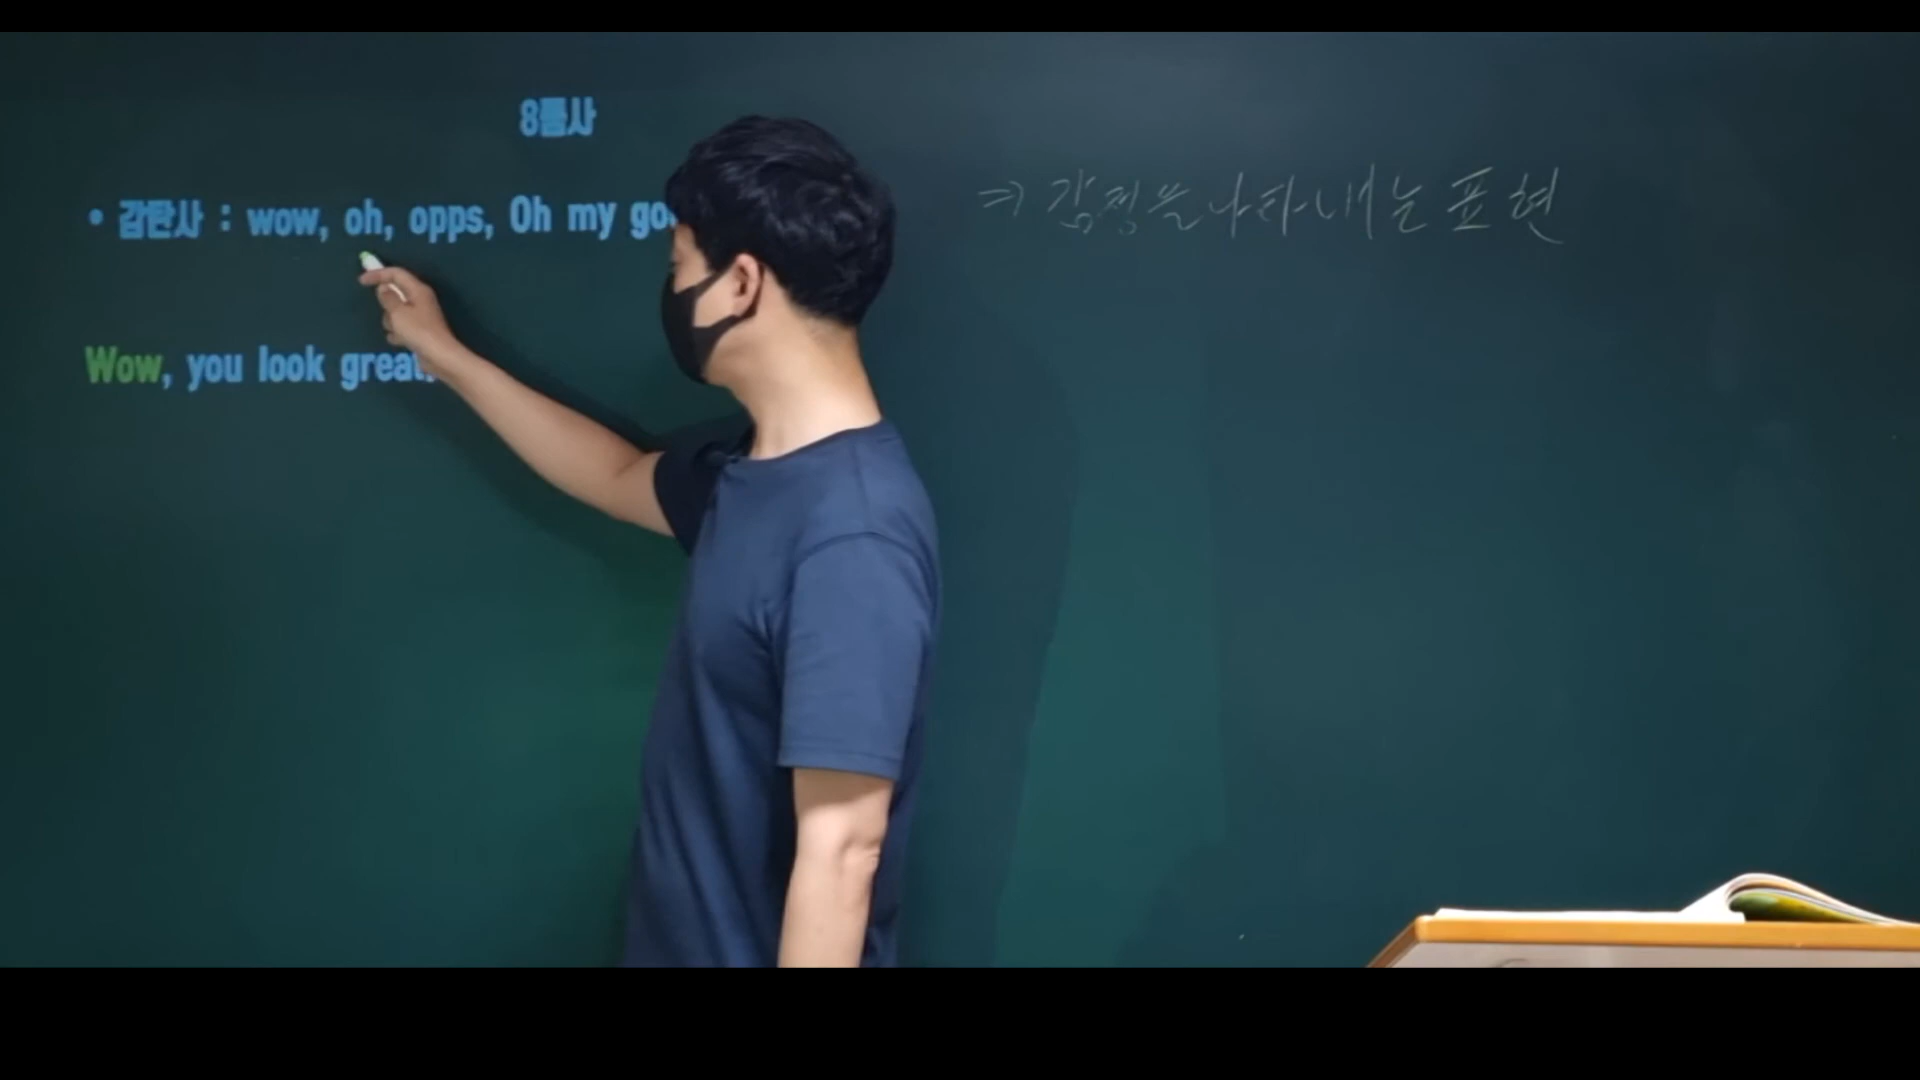 8품사
• 감탄사 : wow, oh, opps, Oh my
⇒ 감정을 나타내는 표현
Wow, you look great